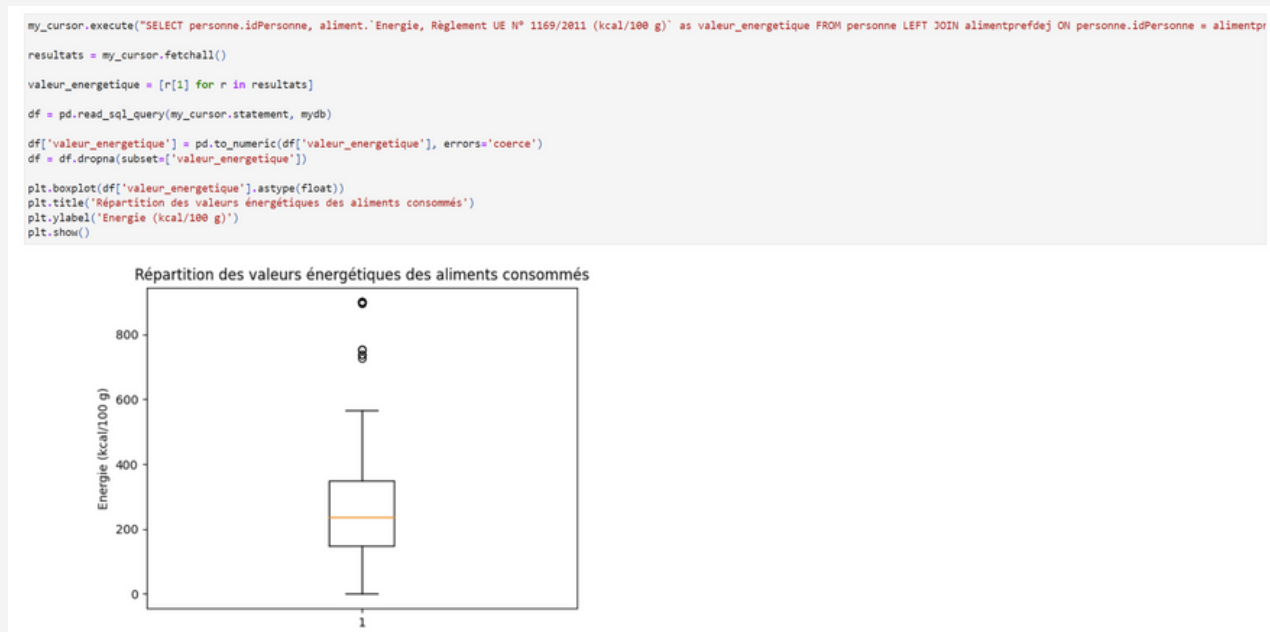 my_cursor.execute("SELECT personne.idPersonne, aliment.`Energie, Règlement UE N° 1169/2011 (kcal/100 g)` as valeur_energetique FROM personne LEFT JOIN alimentprefdej ON personne.idPersonne = alimentpr
resultats = my_cursor.fetchall()
valeur_energetique = [r[1] for r in resultats]
df = pd.read_sql_query(my_cursor.statement, mydb)
df['valeur_energetique'] = pd.to_numeric(df['valeur_energetique'], errors='coerce')
df = df.dropna(subset=['valeur_energetique'])
plt.boxplot(df['valeur_energetique'].astype(float))
plt.title('Répartition des valeurs énergétiques des aliments consommés')
plt.ylabel('Energie (kcal/100 g)')
plt.show()
Répartition des valeurs énergétiques des aliments consommés
Energie (kcal/100 g)
800
600
400
200
0
1